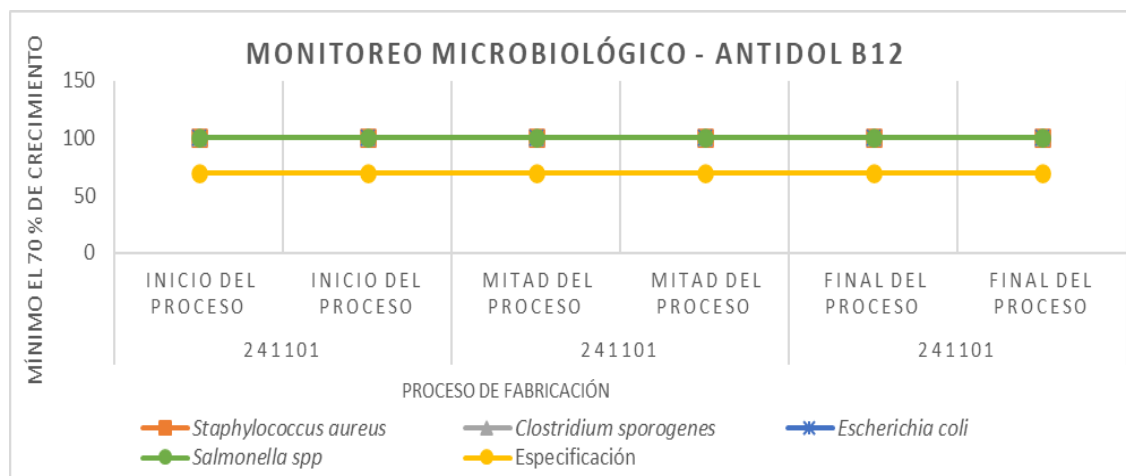 MONITOREO MICROBIOLÓGICO - ANTIDOL B12
MÍNIMO EL 70 % DE CRECIMIENTO
150
100
50
0
INICIO DEL PROCESO
INICIO DEL PROCESO
MITAD DEL PROCESO
MITAD DEL PROCESO
FINAL DEL PROCESO
FINAL DEL PROCESO
241101
241101
241101
PROCESO DE FABRICACIÓN
Staphylococcus aureus
Clostridium sporogenes
Escherichia coli
Salmonella spp
Especificación